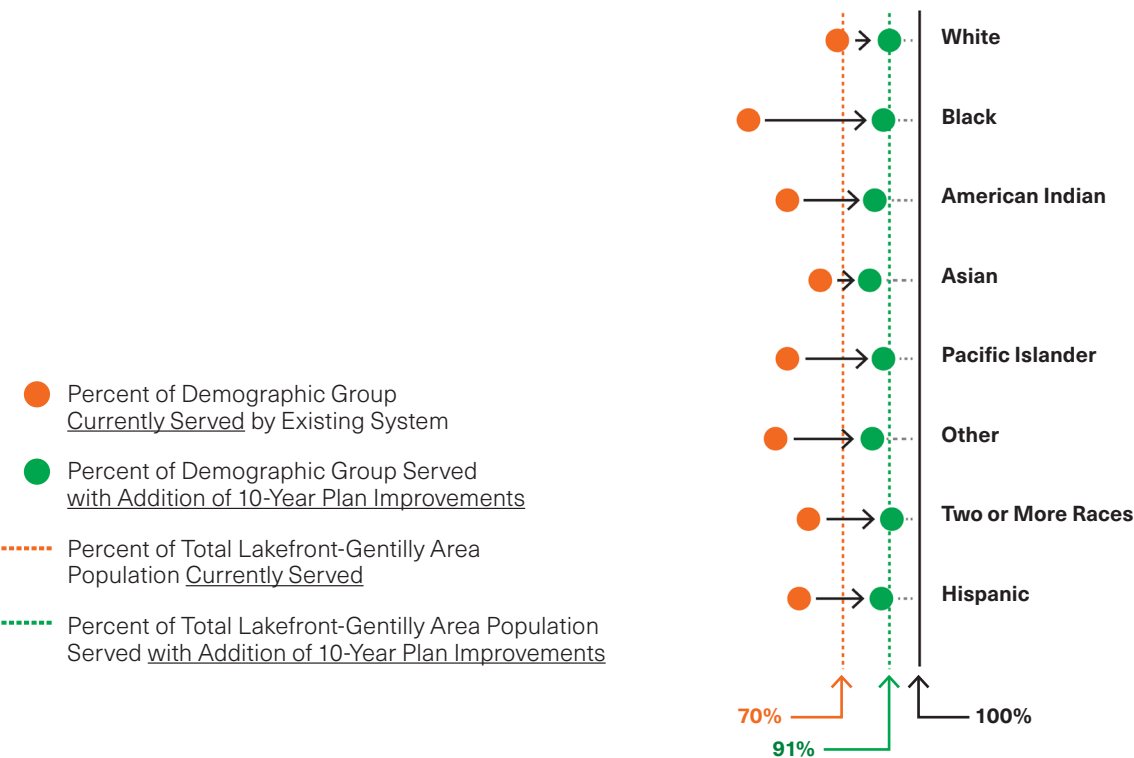 White
Black
American Indian
Asian
Pacific Islander
Other
Two or More Races
Hispanic
Percent of Demographic Group
Currently Served by Existing System
Percent of Demographic Group Served
with Addition of 10-Year Plan Improvements
Percent of Total Lakefront-Gentilly Area
Population Currently Served
Percent of Total Lakefront-Gentilly Area Population
Served with Addition of 10-Year Plan Improvements
70%
100%
91%